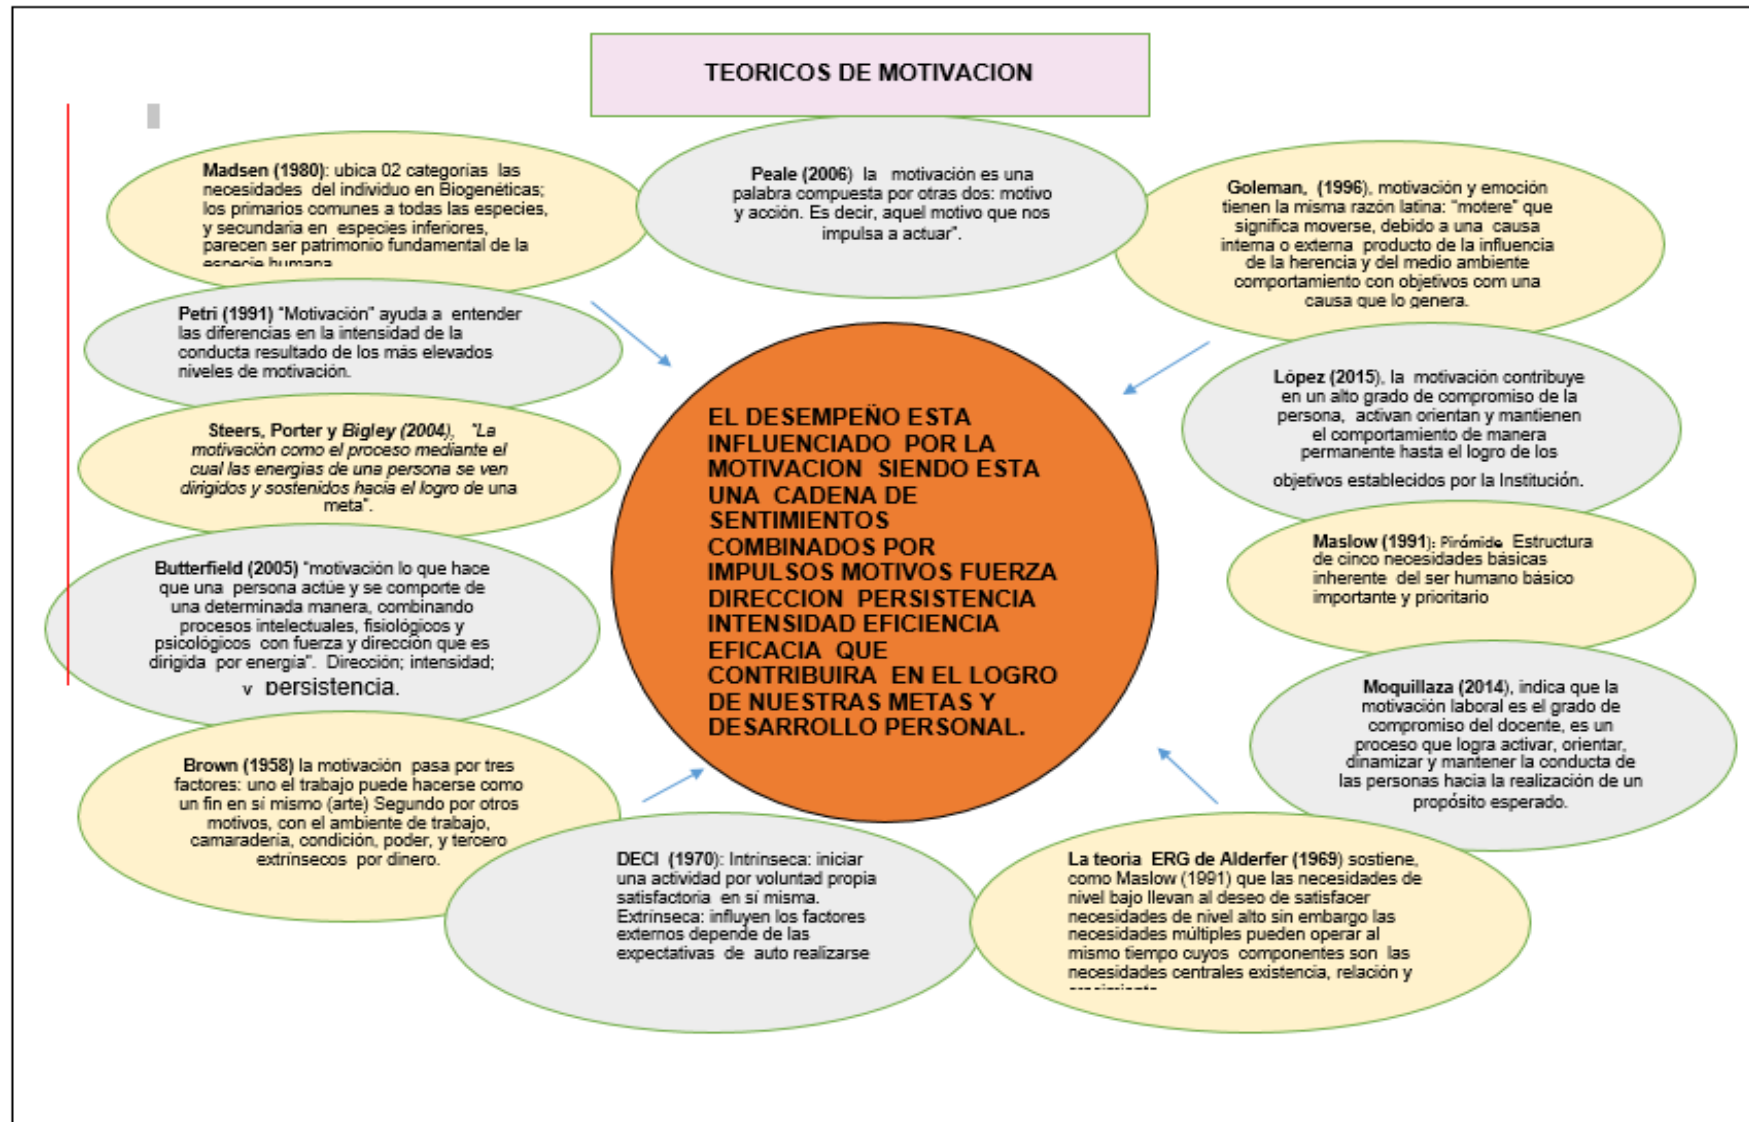 TEORICOS DE MOTIVACION
Madsen (1980): ubica 02 categorías las
necesidades del individuo en Biogenéticas;
los primarios comunes a todas las especies,
y secundaria en especies inferiores,
parecen ser patrimonio fundamental de la
especie humana
Peale (2006) la motivación es una
palabra compuesta por otras dos: motivo
y acción. Es decir, aquel motivo que nos
impulsa a actuar".
Goleman, (1996), motivación y emoción
tienen la misma razón latina: "motere" que
significa moverse, debido a una causa
interna o externa producto de la influencia
de la herencia y del medio ambiente
comportamiento con objetivos com una
causa que lo genera.
Petri (1991) "Motivación" ayuda a entender
las diferencias en la intensidad de la
conducta resultado de los más elevados
niveles de motivación.
López (2015), la motivación contribuye
en un alto grado de compromiso de la
persona, activan orientan y mantienen
el comportamiento de manera
permanente hasta el logro de los
objetivos establecidos por la Institución.
Steers, Porter y Bigley (2004), "La
motivación como el proceso mediante el
cual las energías de una persona se ven
dirigidos y sostenidos hacia el logro de una
meta".
EL DESEMPEÑO ESTA
INFLUENCIADO POR LA
MOTIVACION SIENDO ESTA
UNA CADENA DE
SENTIMIENTOS
COMBINADOS POR
IMPULSOS MOTIVOS FUERZA
DIRECCION PERSISTENCIA
INTENSIDAD EFICIENCIA
EFICACIA QUE
CONTRIBUIRA EN EL LOGRO
DE NUESTRAS METAS Y
DESARROLLO PERSONAL.
Maslow (1991): Pirámide Estructura
de cinco necesidades básicas
inherente del ser humano básico
importante y prioritario
Butterfield (2005) "motivación lo que hace
que una persona actúe y se comporte de
una determinada manera, combinando
procesos intelectuales, fisiológicos y
psicológicos con fuerza y dirección que es
dirigida por energía". Dirección; intensidad;
y persistencia.
Moquillaza (2014), indica que la
motivación laboral es el grado de
compromiso del docente, es un
proceso que logra activar, orientar,
dinamizar y mantener la conducta de
las personas hacia la realización de un
propósito esperado.
Brown (1958) la motivación pasa por tres
factores: uno el trabajo puede hacerse como
un fin en sí mismo (arte) Segundo por otros
motivos, con el ambiente de trabajo,
camaradería, condición, poder, y tercero
extrínsecos por dinero.
DECI (1970): Intrínseca: iniciar
una actividad por voluntad propia
satisfactoria en sí misma.
Extrínseca: influyen los factores
externos depende de las
expectativas de auto realizarse
La teoría ERG de Alderfer (1969) sostiene,
como Maslow (1991) que las necesidades de
nivel bajo llevan al deseo de satisfacer
necesidades de nivel alto sin embargo las
necesidades múltiples pueden operar al
mismo tiempo cuyos componentes son las
necesidades centrales existencia, relación y